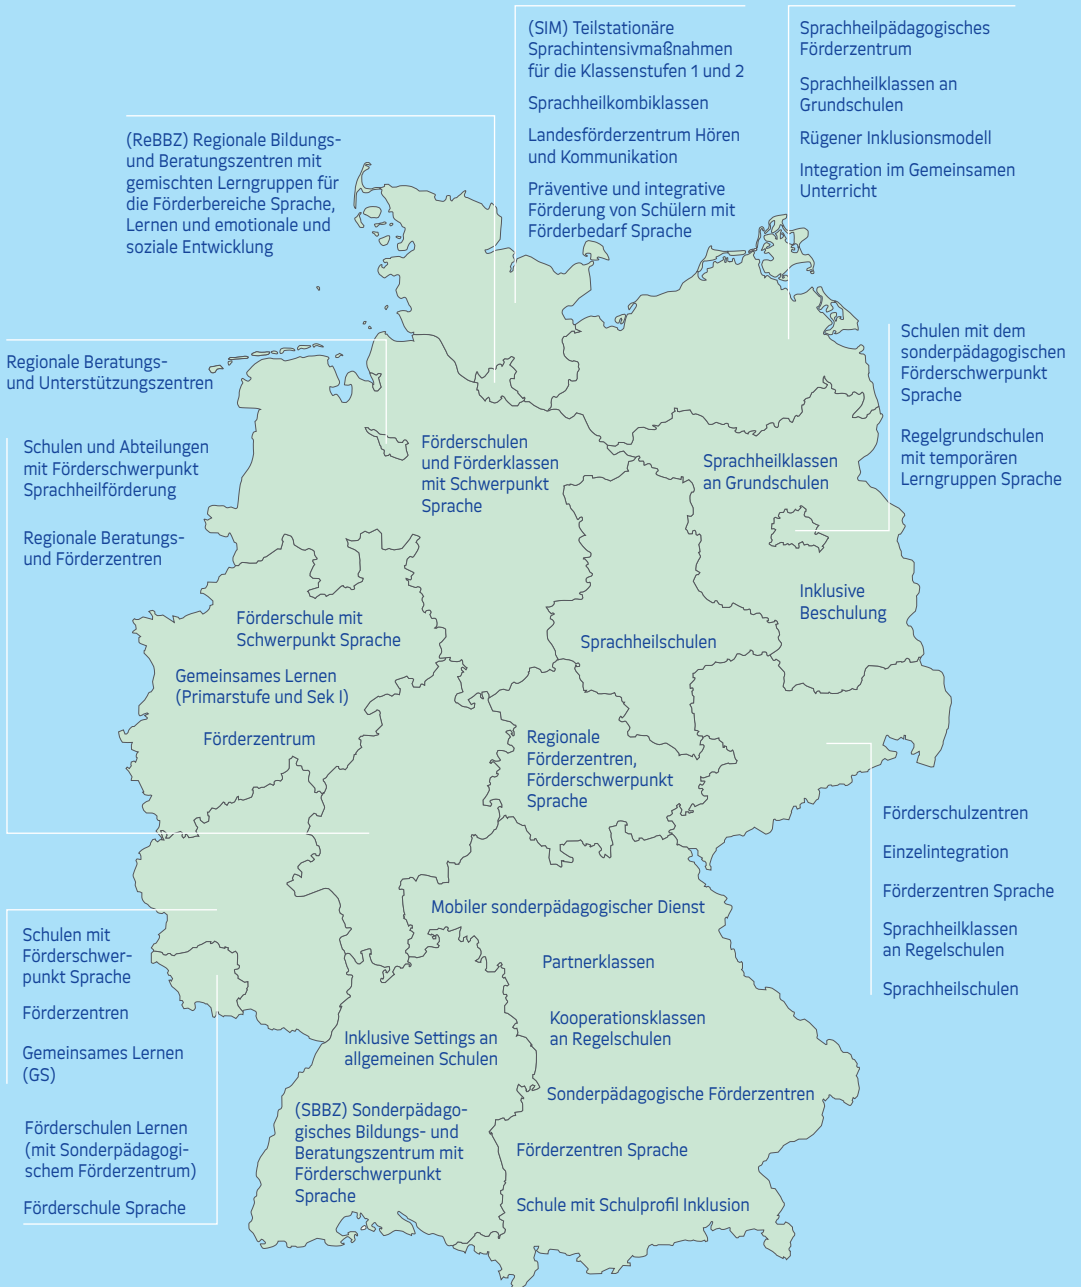 (SIM) Teilstationäre
Sprachintensivmaßnahmen
für die Klassenstufen 1 und 2
Sprachheilkombiklassen
Landesförderzentrum Hören
und Kommunikation
Präventive und integrative
Förderung von Schülern mit
Förderbedarf Sprache
Sprachheilpädagogisches
Förderzentrum
Sprachheilklassen an
Grundschulen
Rügener Inklusionsmodell
Integration im Gemeinsamen
Unterricht
(ReBBZ) Regionale Bildungs-
und Beratungszentren mit
gemischten Lerngruppen für
die Förderbereiche Sprache,
Lernen und emotionale und
soziale Entwicklung
Schulen mit dem
sonderpädagogischen
Förderschwerpunkt
Sprache
Regelgrundschulen
mit temporären
Lerngruppen Sprache
Regionale Beratungs-
und Unterstützungszentren
Schulen und Abteilungen
mit Förderschwerpunkt
Sprachheilförderung
Regionale Beratungs-
und Förderzentren
Förderschulen
und Förderklassen
mit Schwerpunkt
Sprache
Sprachheilklassen
an Grundschulen
Inklusive
Beschulung
Förderschule mit
Schwerpunkt Sprache
Gemeinsames Lernen
(Primarstufe und Sek I)
Förderzentrum
Sprachheilschulen
Regionale
Förderzentren,
Förderschwerpunkt
Sprache
Förderschulzentren
Einzelintegration
Förderzentren Sprache
Sprachheilklassen
an Regelschulen
Sprachheilschulen
Schulen mit
Förderschwer-
punkt Sprache
Förderzentren
Gemeinsames Lernen
(GS)
Förderschulen Lernen
(mit Sonderpädagogi-
schem Förderzentrum)
Förderschule Sprache
Inklusive Settings an
allgemeinen Schulen
(SBBZ) Sonderpädago-
gisches Bildungs- und
Beratungszentrum mit
Förderschwerpunkt
Sprache
Mobiler sonderpädagogischer Dienst
Partnerklassen
Kooperationsklassen
an Regelschulen
Sonderpädagogische Förderzentren
Förderzentren Sprache
Schule mit Schulprofil Inklusion